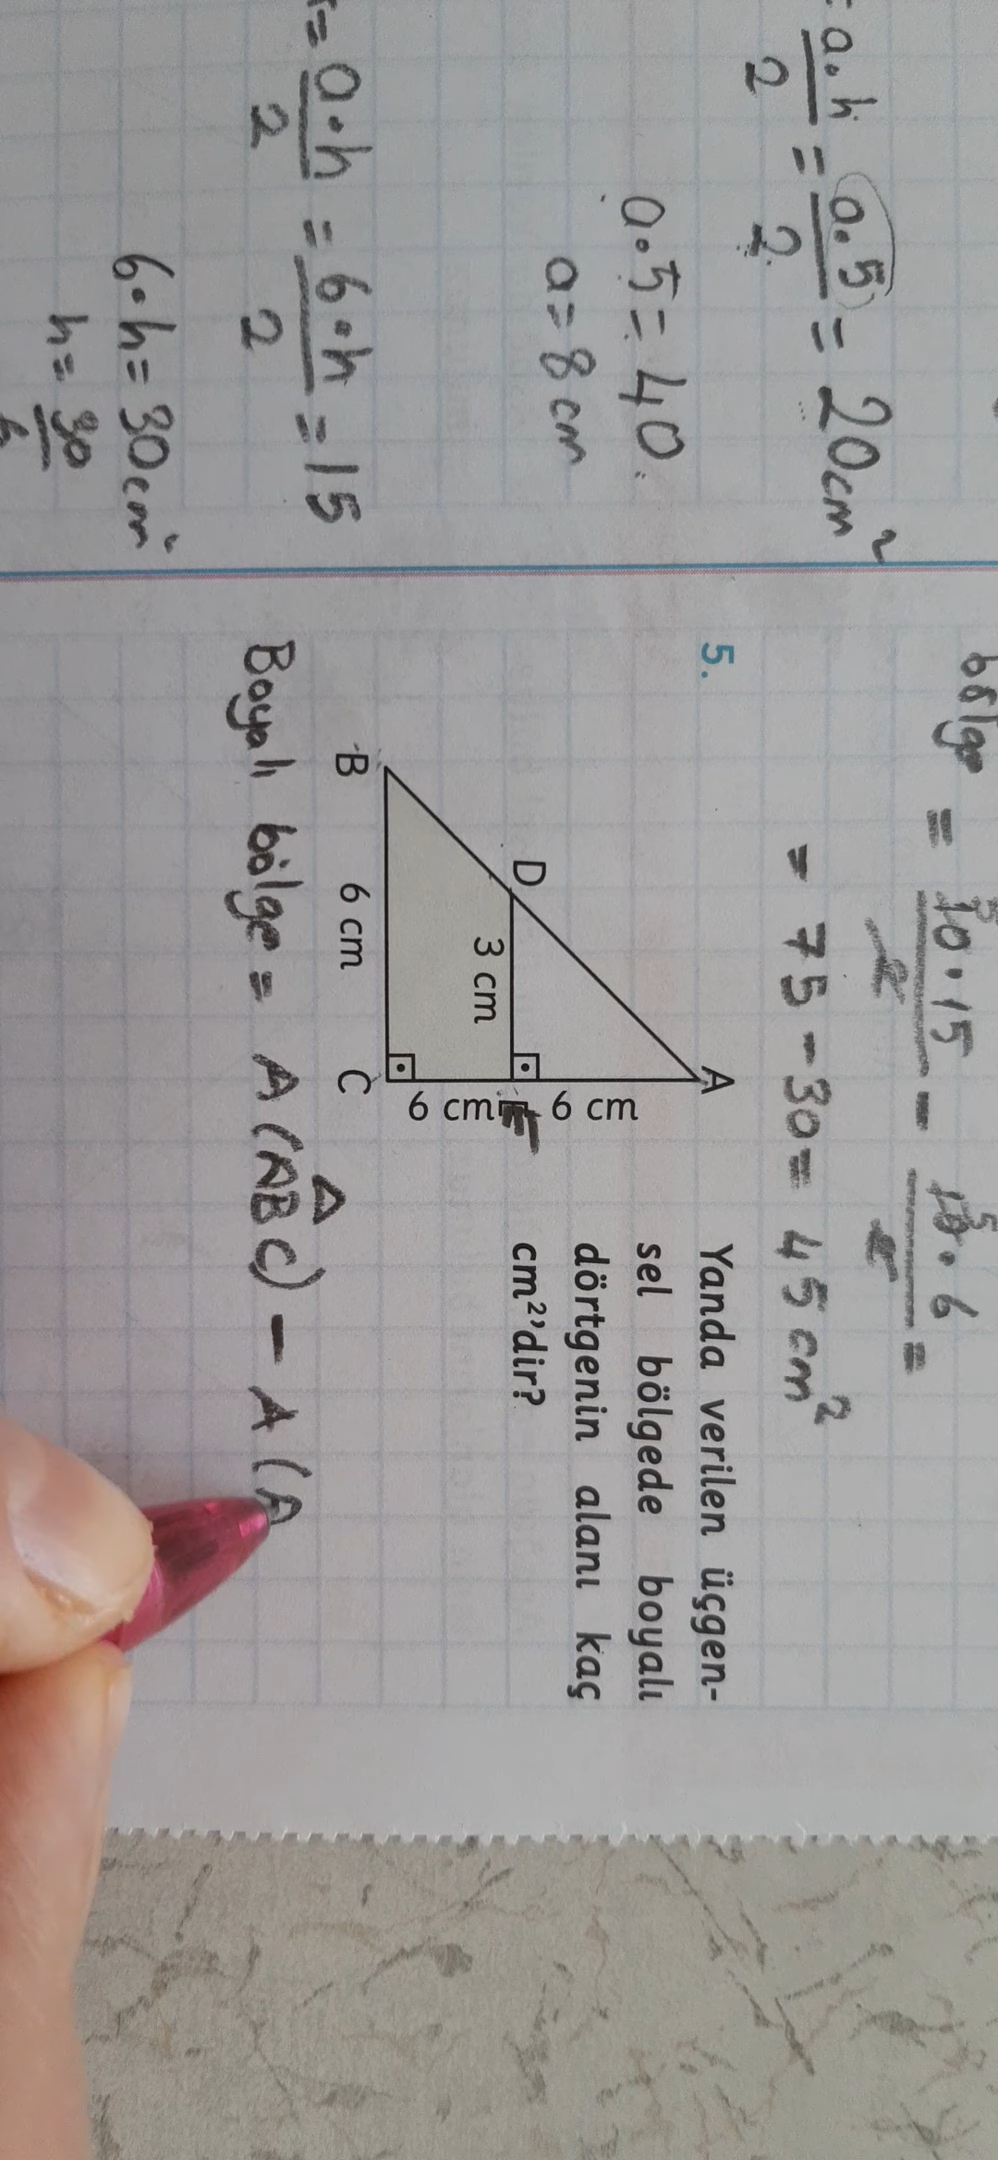 = a.h/2 = a.5/2 = 20cm²
a.5 = 40
a = 8 cm
= a.h/2 = 6.h/2 = 15
6.h = 30cm²
h = 30/6
bölge = 10.15/2 - 10.6/2 =
5
5
= 75 - 30 = 45 cm²
5.
A
D
3 cm
6 cm
6 cm
E
B
6 cm
C
Yanda verilen üçgen-
sel bölgede boyalı
dörtgenin alanı kaç
cm²'dir?
Boyalı bölge = A(ABC) - A(A